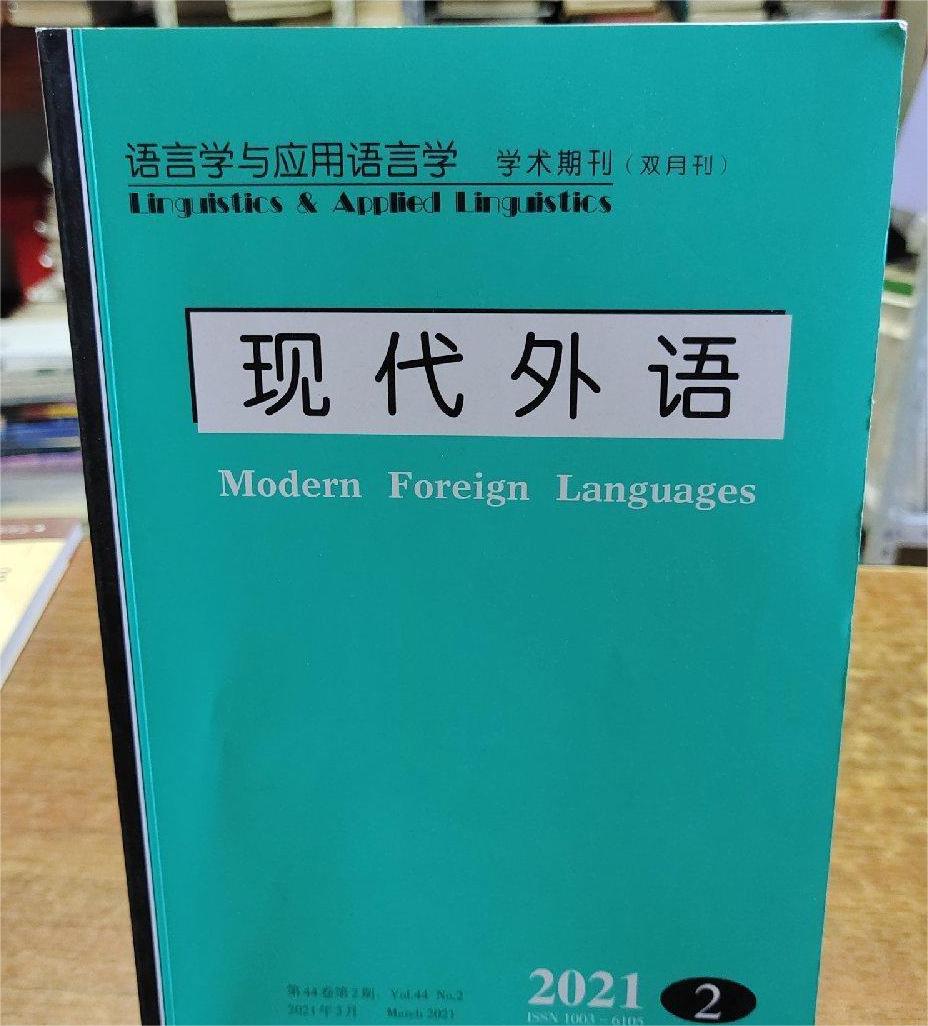 语言学与应用语言学 学术期刊（双月刊）
Linguistics & Applied Linguistics
现代外语
Modern Foreign Languages
第44卷第2期 Vol.44 No.2
2021年3月 March 2021
2021 2
ISSN 1003-6105